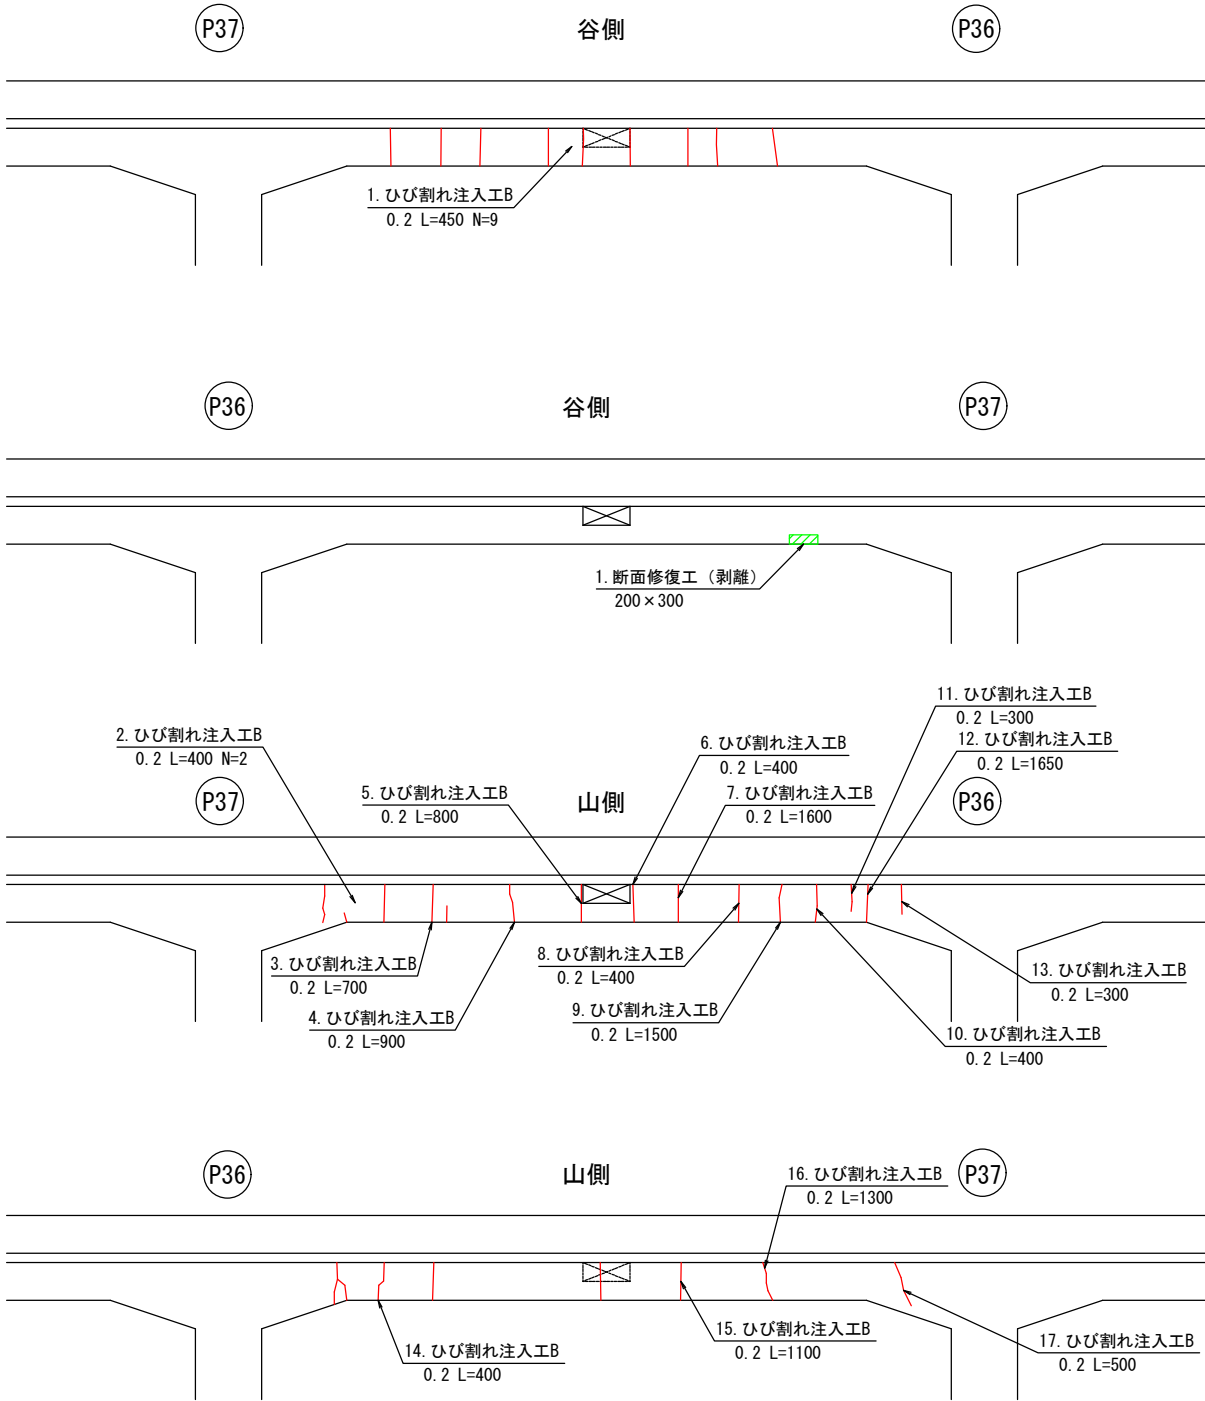 P37 谷側 P36
1. ひび割れ注入工B
0.2 L=450 N=9
P36 谷側 P37
1. 断面修復工（剥離）
200×300
11. ひび割れ注入工B
0.2 L=300
2. ひび割れ注入工B
0.2 L=400 N=2
6. ひび割れ注入工B
0.2 L=400
12. ひび割れ注入工B
0.2 L=1650
P37 山側 P36
5. ひび割れ注入工B
0.2 L=800
7. ひび割れ注入工B
0.2 L=1600
3. ひび割れ注入工B
0.2 L=700
8. ひび割れ注入工B
0.2 L=400
13. ひび割れ注入工B
0.2 L=300
4. ひび割れ注入工B
0.2 L=900
9. ひび割れ注入工B
0.2 L=1500
10. ひび割れ注入工B
0.2 L=400
P36 山側 P37
16. ひび割れ注入工B
0.2 L=1300
14. ひび割れ注入工B
0.2 L=400
15. ひび割れ注入工B
0.2 L=1100
17. ひび割れ注入工B
0.2 L=500